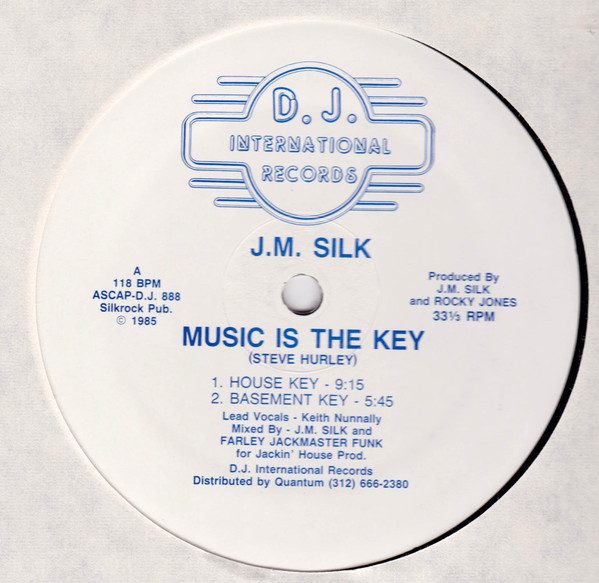 D.J.
INTERNATIONAL
RECORDS
J.M. SILK
A
118 BPM
ASCAP-D.J. 888
Silkrock Pub.
© 1985
Produced By
J.M. SILK
and ROCKY JONES
33⅓ RPM
MUSIC IS THE KEY
(STEVE HURLEY)
1. HOUSE KEY - 9:15
2. BASEMENT KEY - 5:45
Lead Vocals - Keith Nunnally
Mixed By - J.M. SILK and
FARLEY JACKMASTER FUNK
for Jackin' House Prod.
D.J. International Records
Distributed by Quantum (312) 666-2380